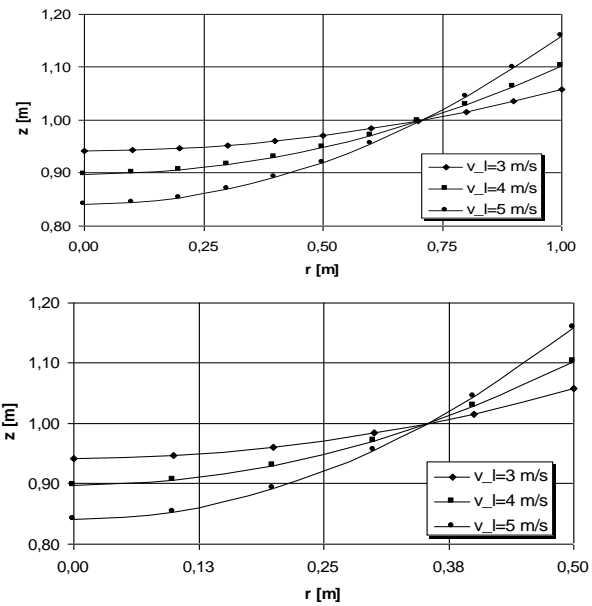 1,20
1,10
1,00
0,90
0,80
z [m]
v_l=3 m/s
v_l=4 m/s
v_l=5 m/s
0,00 0,25 0,50 0,75 1,00
r [m]
1,20
1,10
1,00
0,90
0,80
z [m]
v_l=3 m/s
v_l=4 m/s
v_l=5 m/s
0,00 0,13 0,25 0,38 0,50
r [m]